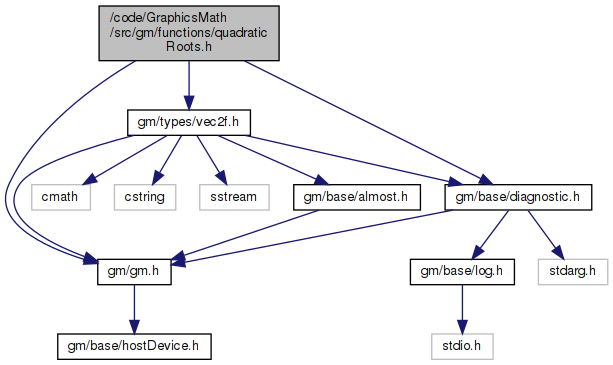 /code/GraphicsMath
/src/gm/functions/quadratic
Roots.h
gm/types/vec2f.h
cmath
cstring
sstream
gm/base/almost.h
gm/base/diagnostic.h
gm/gm.h
gm/base/log.h
stdarg.h
gm/base/hostDevice.h
stdio.h